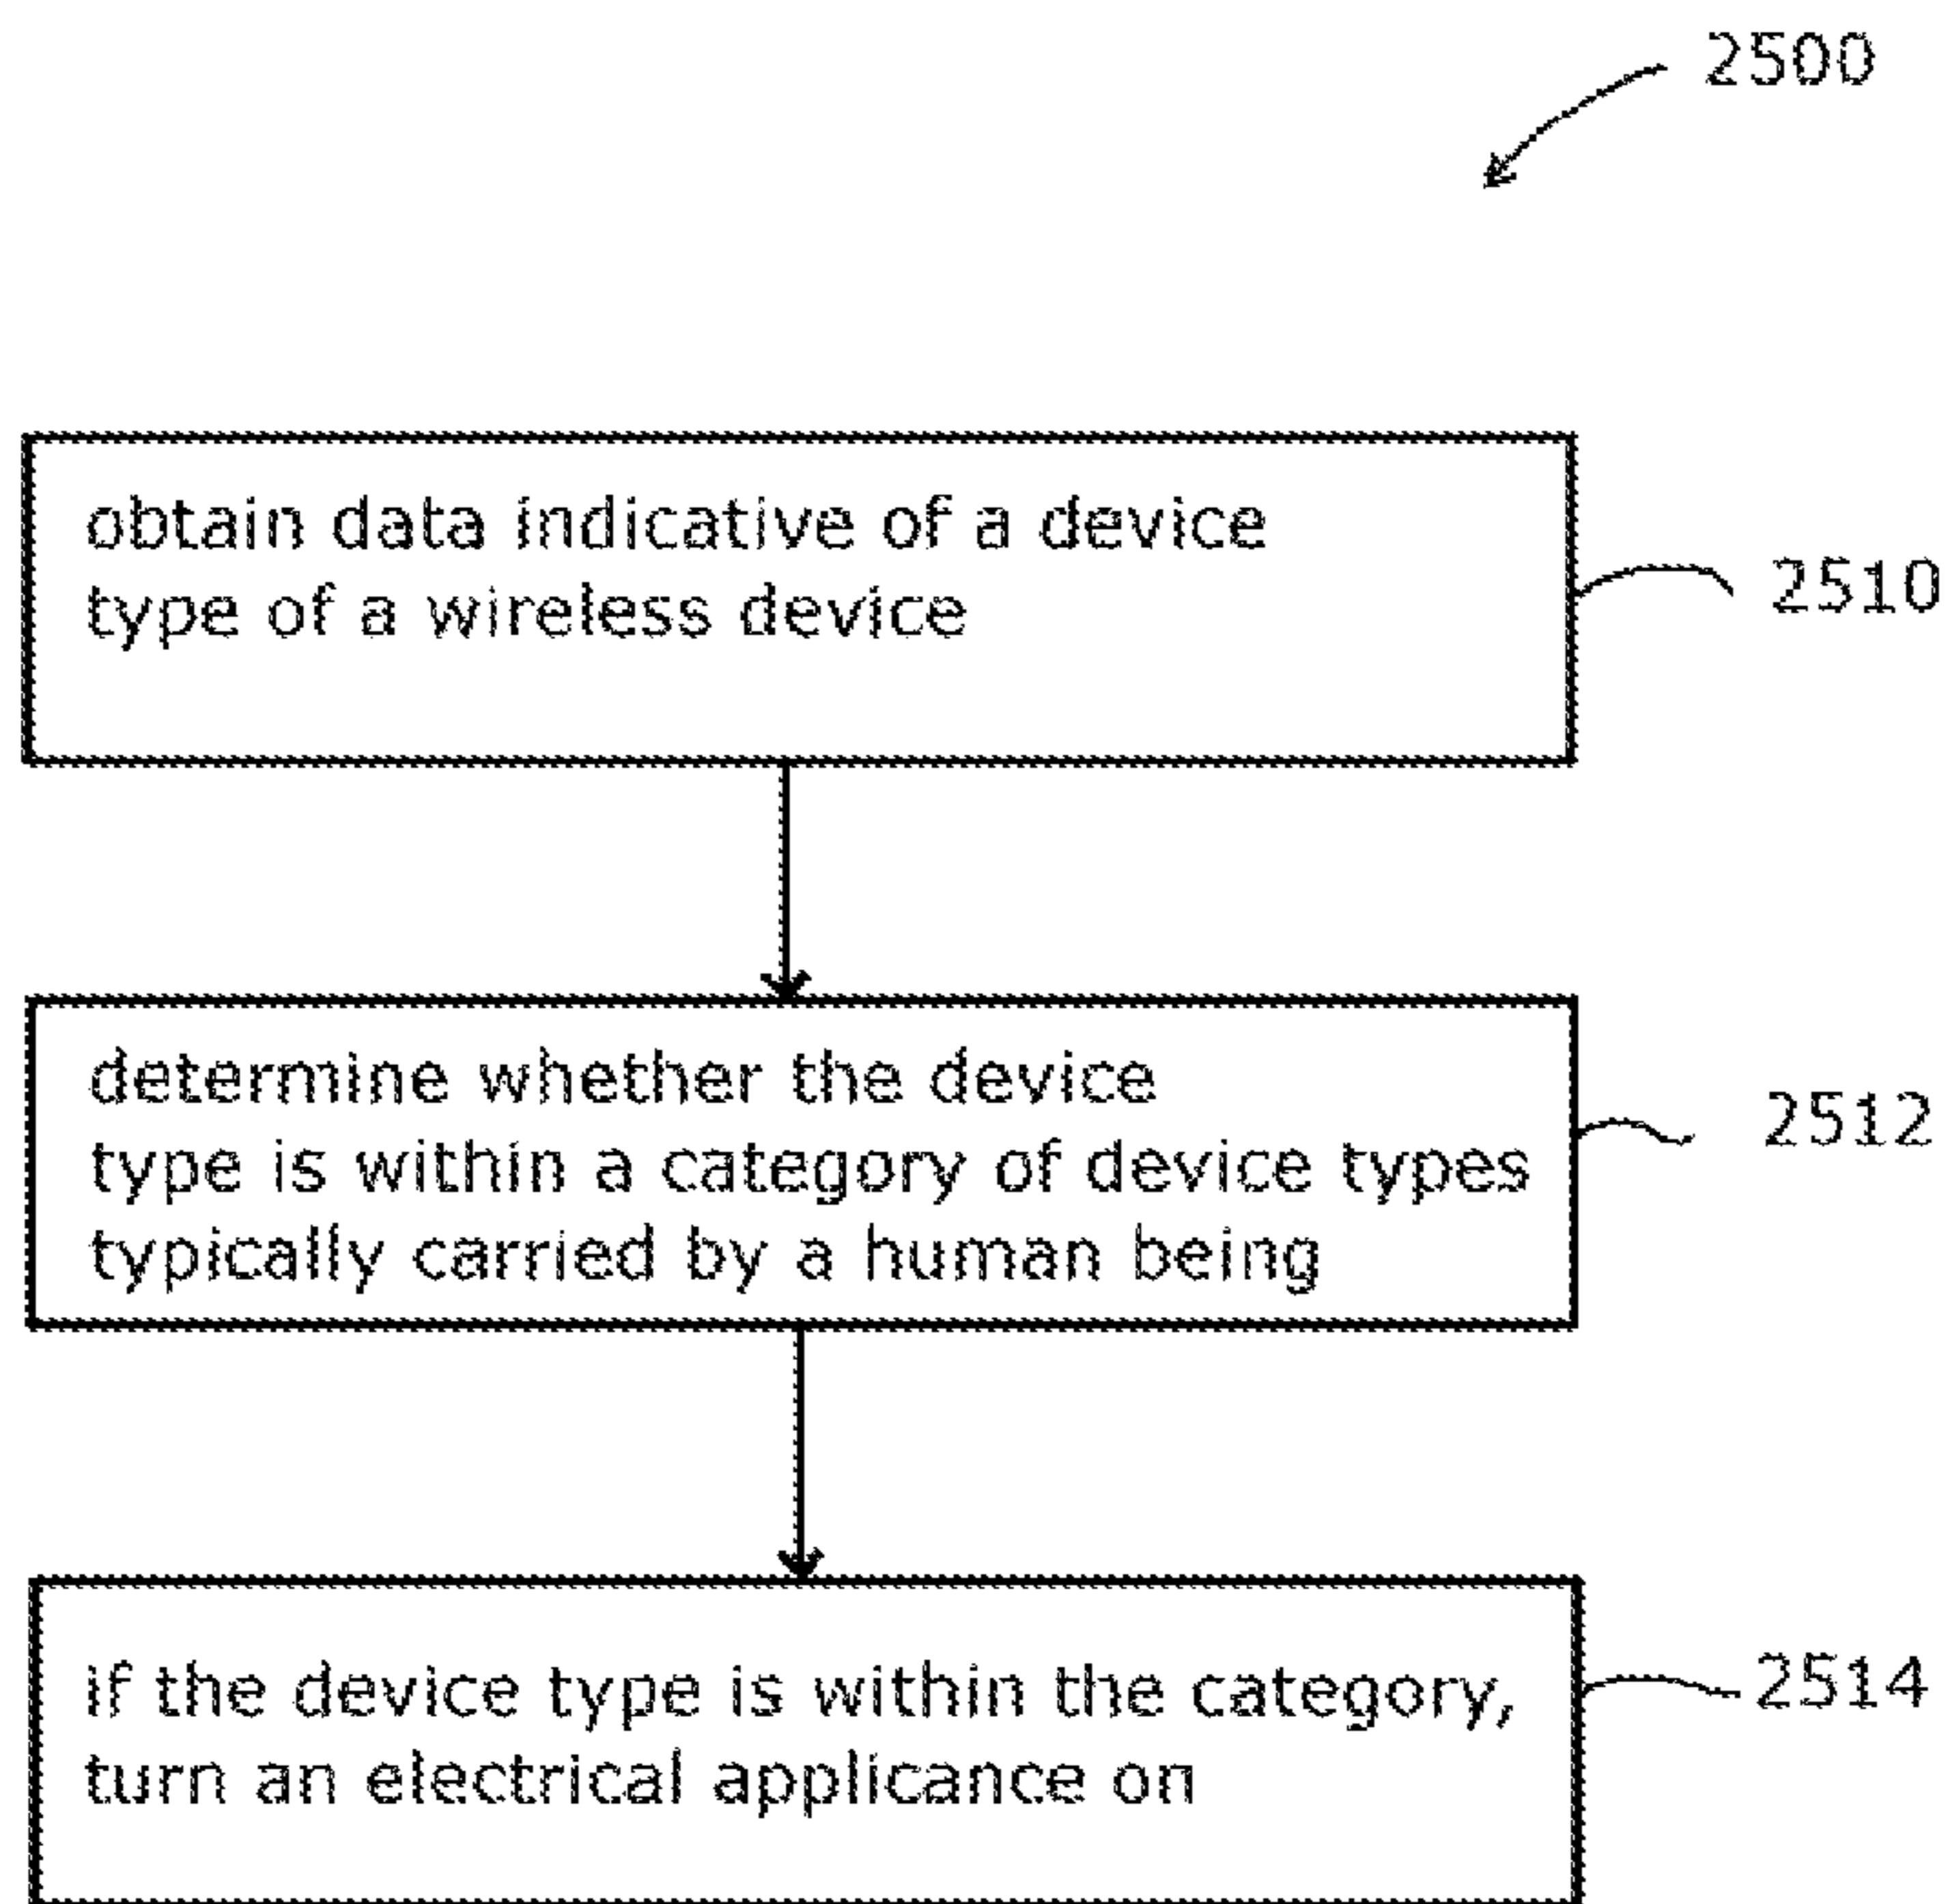 2500
obtain data indicative of a device
type of a wireless device
2510
determine whether the device
type is within a category of device types
typically carried by a human being
2512
if the device type is within the category,
turn an electrical applicance on
2514